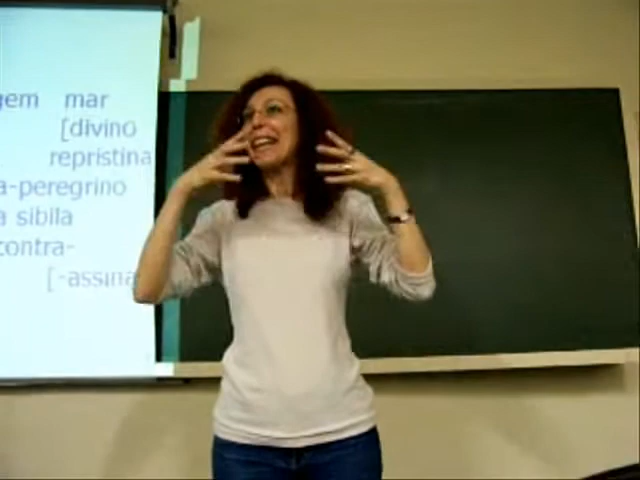 gem mar
[divino
repristina
a-peregrino
a sibila
contra-
[-assina